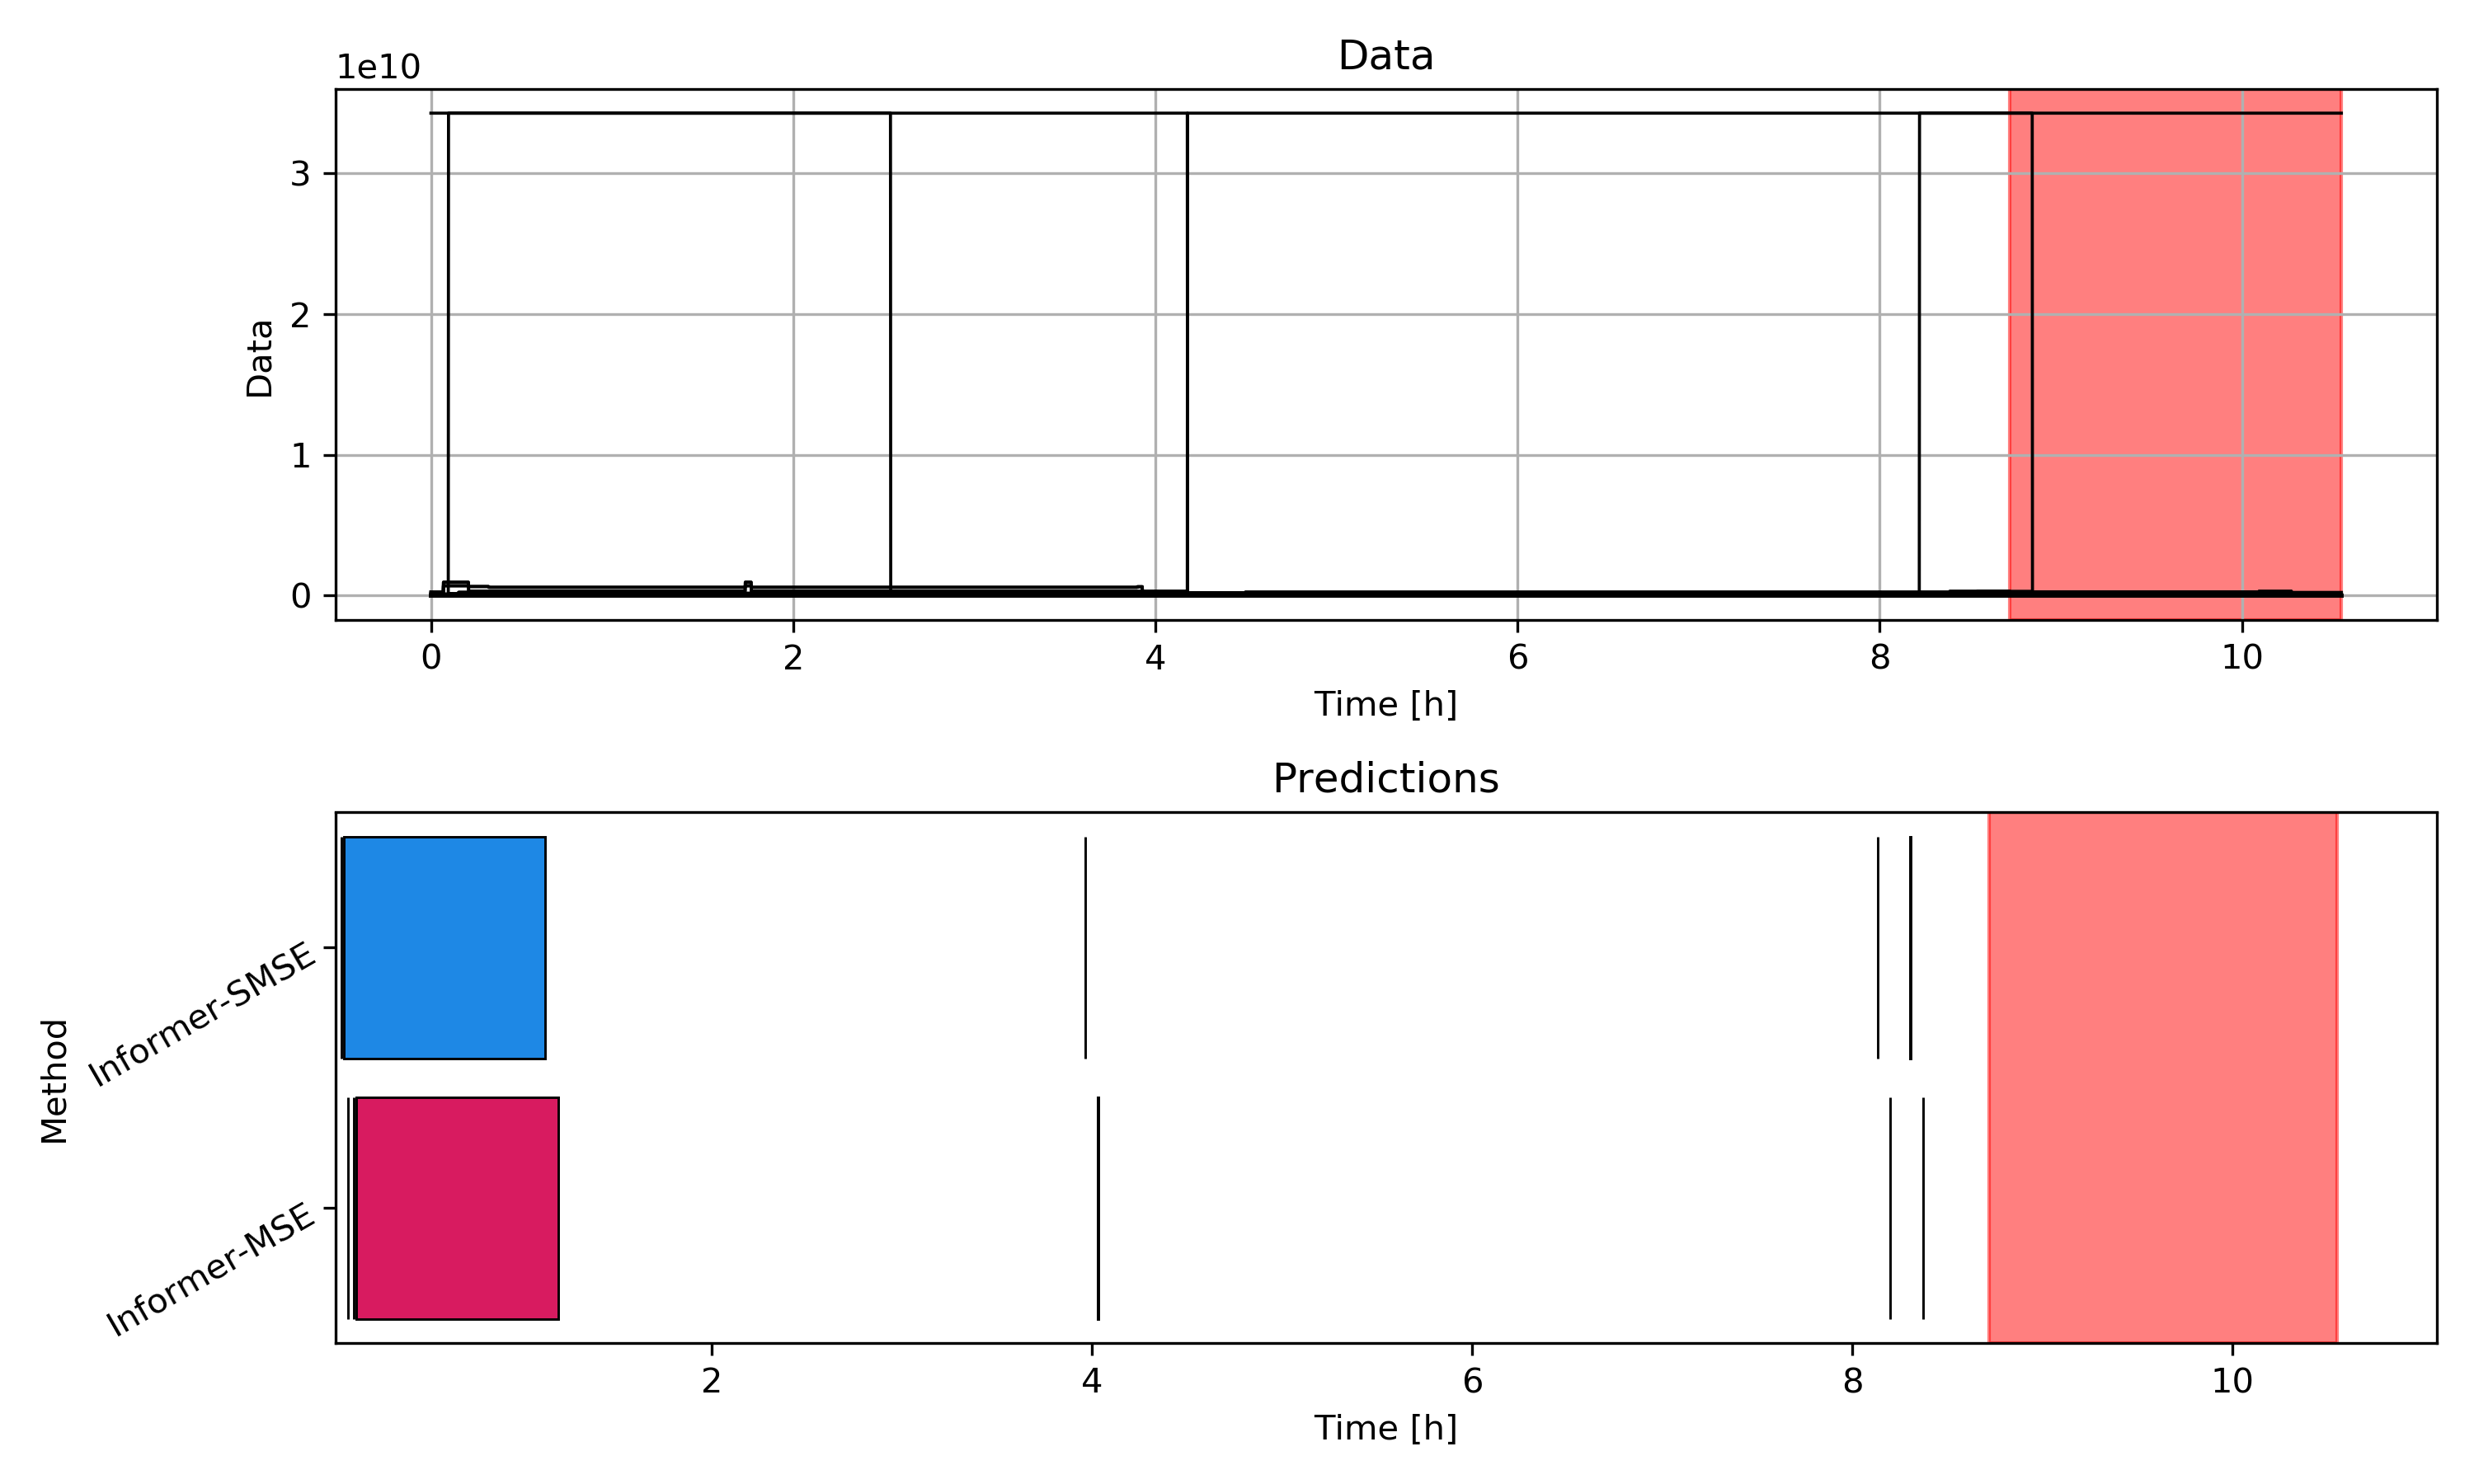 Data
1e10
3
2
1
0
Data
0 2 4 6 8 10
Time [h]
Predictions
Informer-SMSE
Informer-MSE
Method
2 4 6 8 10
Time [h]